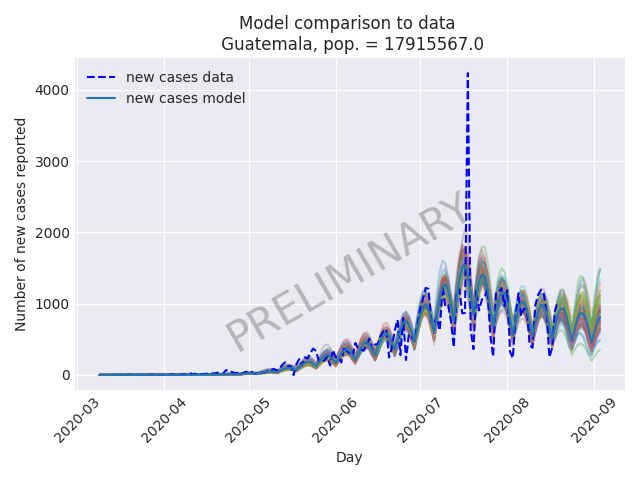 Model comparison to data
Guatemala, pop. = 17915567.0
new cases data
new cases model
Number of new cases reported
4000
3000
2000
1000
0
PRELIMINARY
2020-03
2020-04
2020-05
2020-06
2020-07
2020-08
2020-09
Day